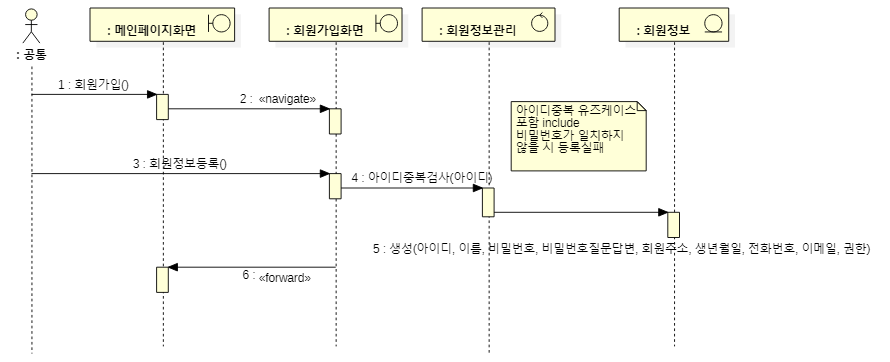 : 공통
: 메인페이지화면
: 회원가입화면
: 회원정보관리
: 회원정보
1 : 회원가입()
2 : «navigate»
아이디중복 유즈케이스
포함 include
비밀번호가 일치하지
않을 시 등록실패
3 : 회원정보등록()
4 : 아이디중복검사(아이디)
5 : 생성(아이디, 이름, 비밀번호, 비밀번호질문답변, 회원주소, 생년월일, 전화번호, 이메일, 권한)
6 : «forward»